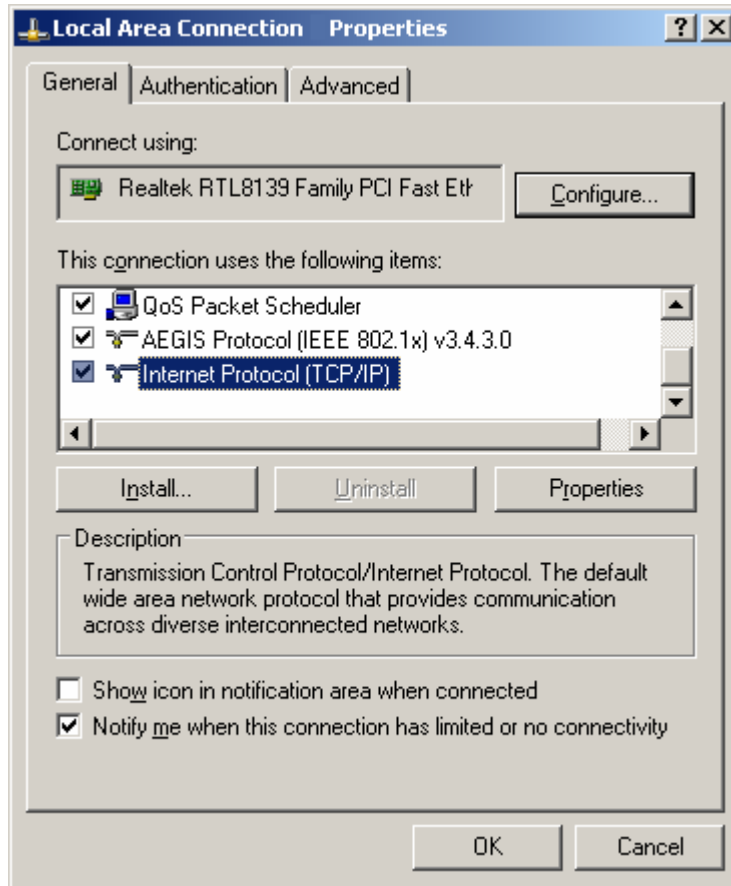 Local Area Connection Properties
General Authentication Advanced
Connect using:
Realtek RTL8139 Family PCI Fast Eth
Configure...
This connection uses the following items:
QoS Packet Scheduler
AEGIS Protocol (IEEE 802.1x) v3.4.3.0
Internet Protocol (TCP/IP)
Install... Uninstall Properties
Description
Transmission Control Protocol/Internet Protocol. The default
wide area network protocol that provides communication
across diverse interconnected networks.
Show icon in notification area when connected
Notify me when this connection has limited or no connectivity
OK Cancel